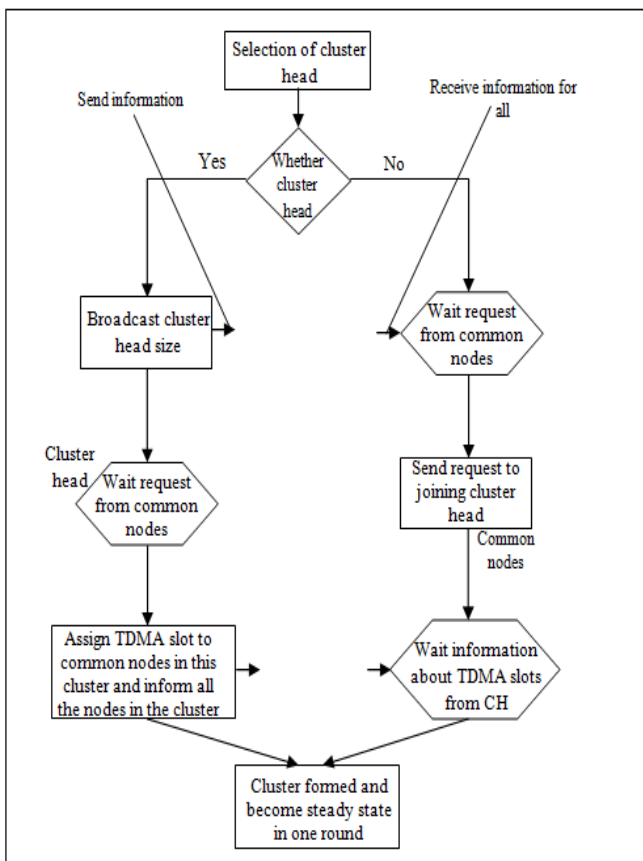 Selection of cluster
head
Send information
Receive information for
all
Yes
Whether
cluster
head
No
Broadcast cluster
head size
Wait request
from common
nodes
Cluster
head
Wait request
from common
nodes
Send request to
joining cluster
head
Common
nodes
Assign TDMA slot to
common nodes in this
cluster and inform all
the nodes in the cluster
Wait information
about TDMA slots
from CH
Cluster formed and
become steady state
in one round